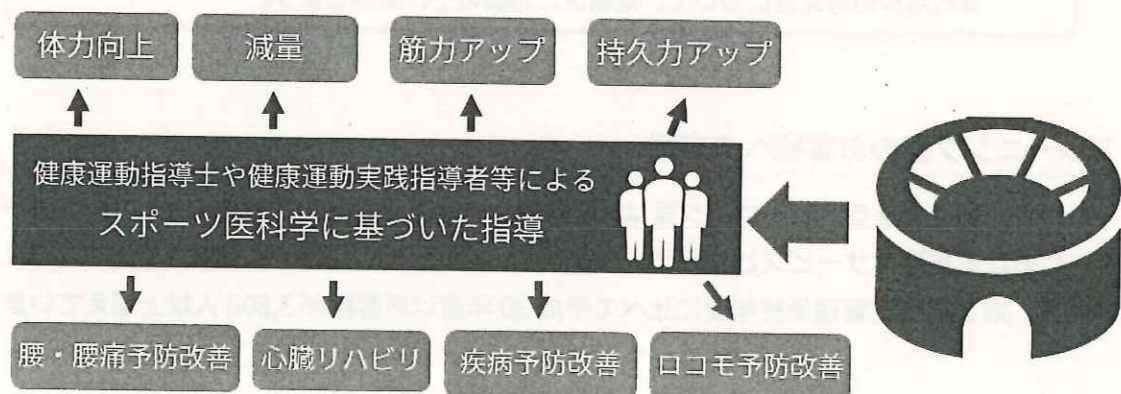 体力向上
減量
筋力アップ
持久力アップ
健康運動指導士や健康運動実践指導者等による
スポーツ医科学に基づいた指導
腰・腰痛予防改善
心臓リハビリ
疾病予防改善
ロコモ予防改善